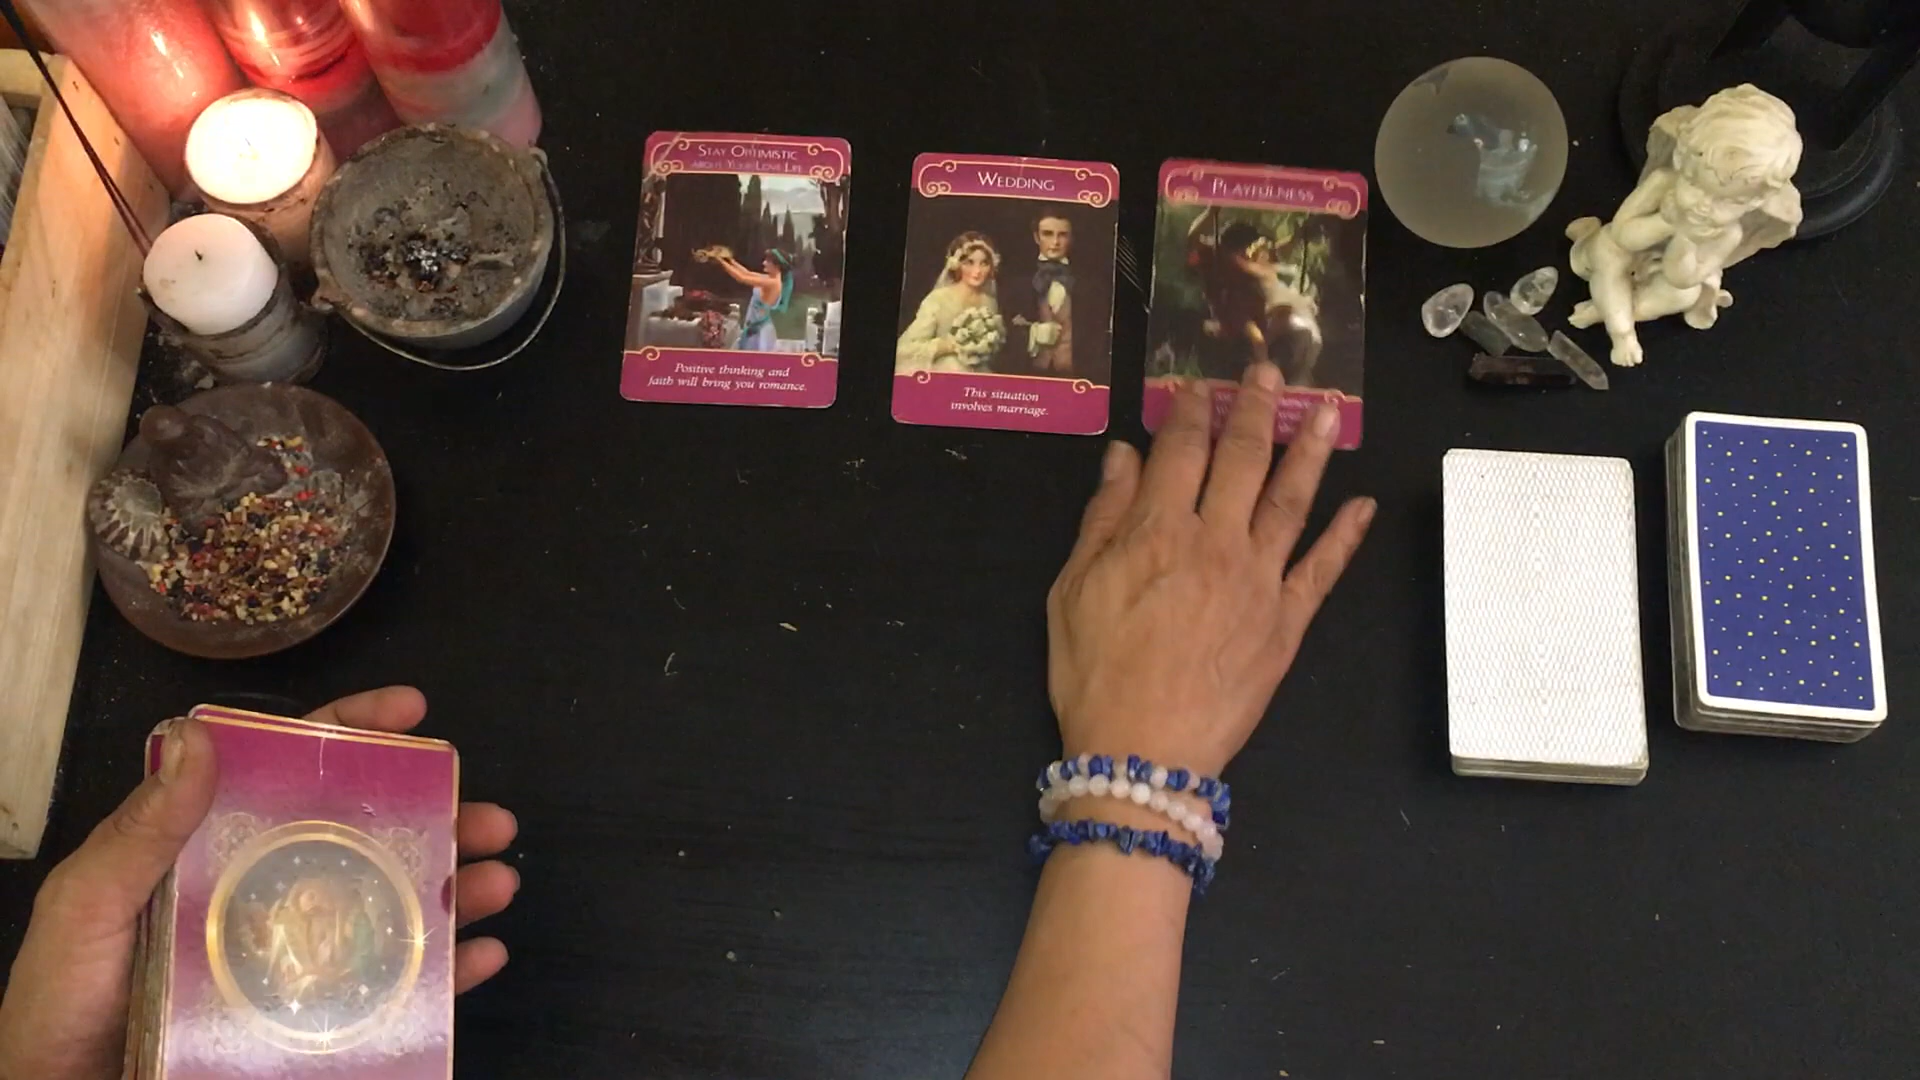 STAY OPTIMISTIC
ABOUT YOUR LOVE LIFE
Positive thinking and
faith will bring you romance.
WEDDING
This situation
involves marriage.
PLAYFULNESS